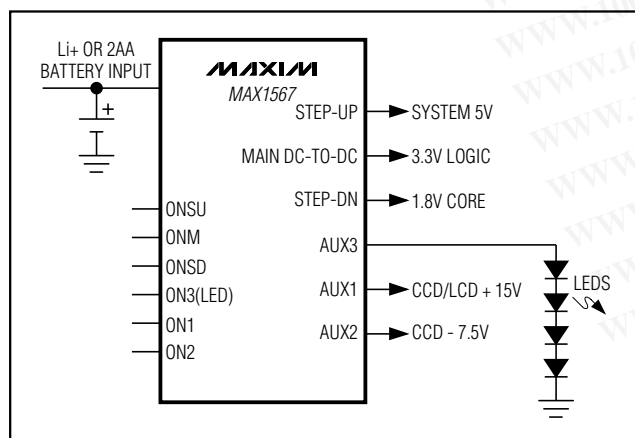 Li+ OR 2AA
BATTERY INPUT
MAXIM
MAX1567
STEP-UP
SYSTEM 5V
MAIN DC-TO-DC
3.3V LOGIC
STEP-DN
1.8V CORE
ONSU
ONM
ONSD
ON3(LED)
ON1
ON2
AUX3
LEDS
AUX1
CCD/LCD + 15V
AUX2
CCD - 7.5V
+